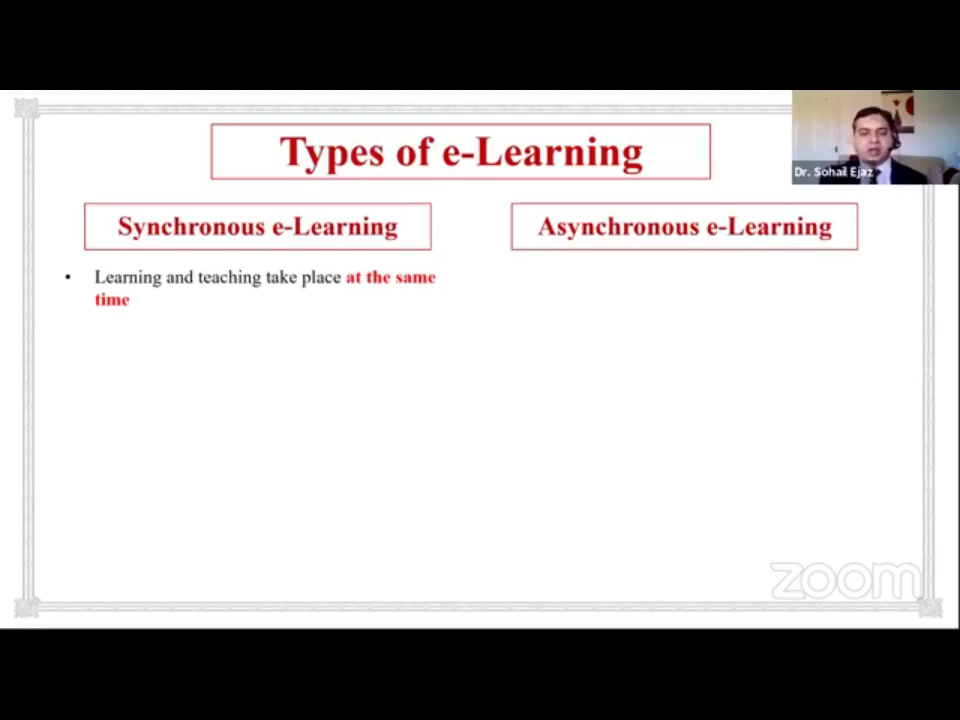 Types of e-Learning
Dr. Sohail Ejaz
Synchronous e-Learning
Asynchronous e-Learning
• Learning and teaching take place at the same
time
zoom